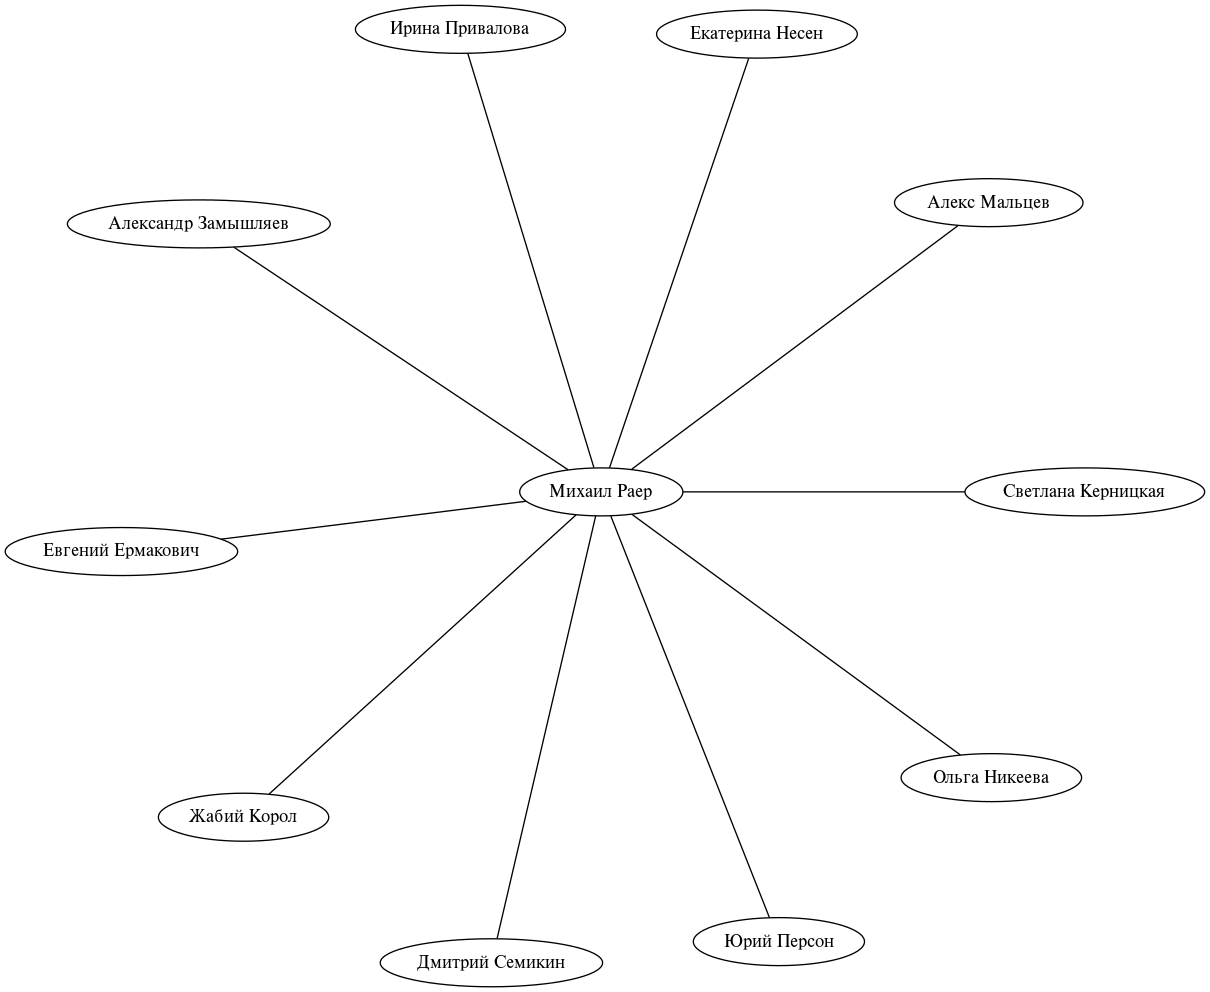 Ирина Привалова
Екатерина Несен
Алекс Мальцев
Александр Замышляев
Михаил Раер
Светлана Керницкая
Евгений Ермакович
Ольга Никеева
Жабий Корол
Юрий Персон
Дмитрий Семикин